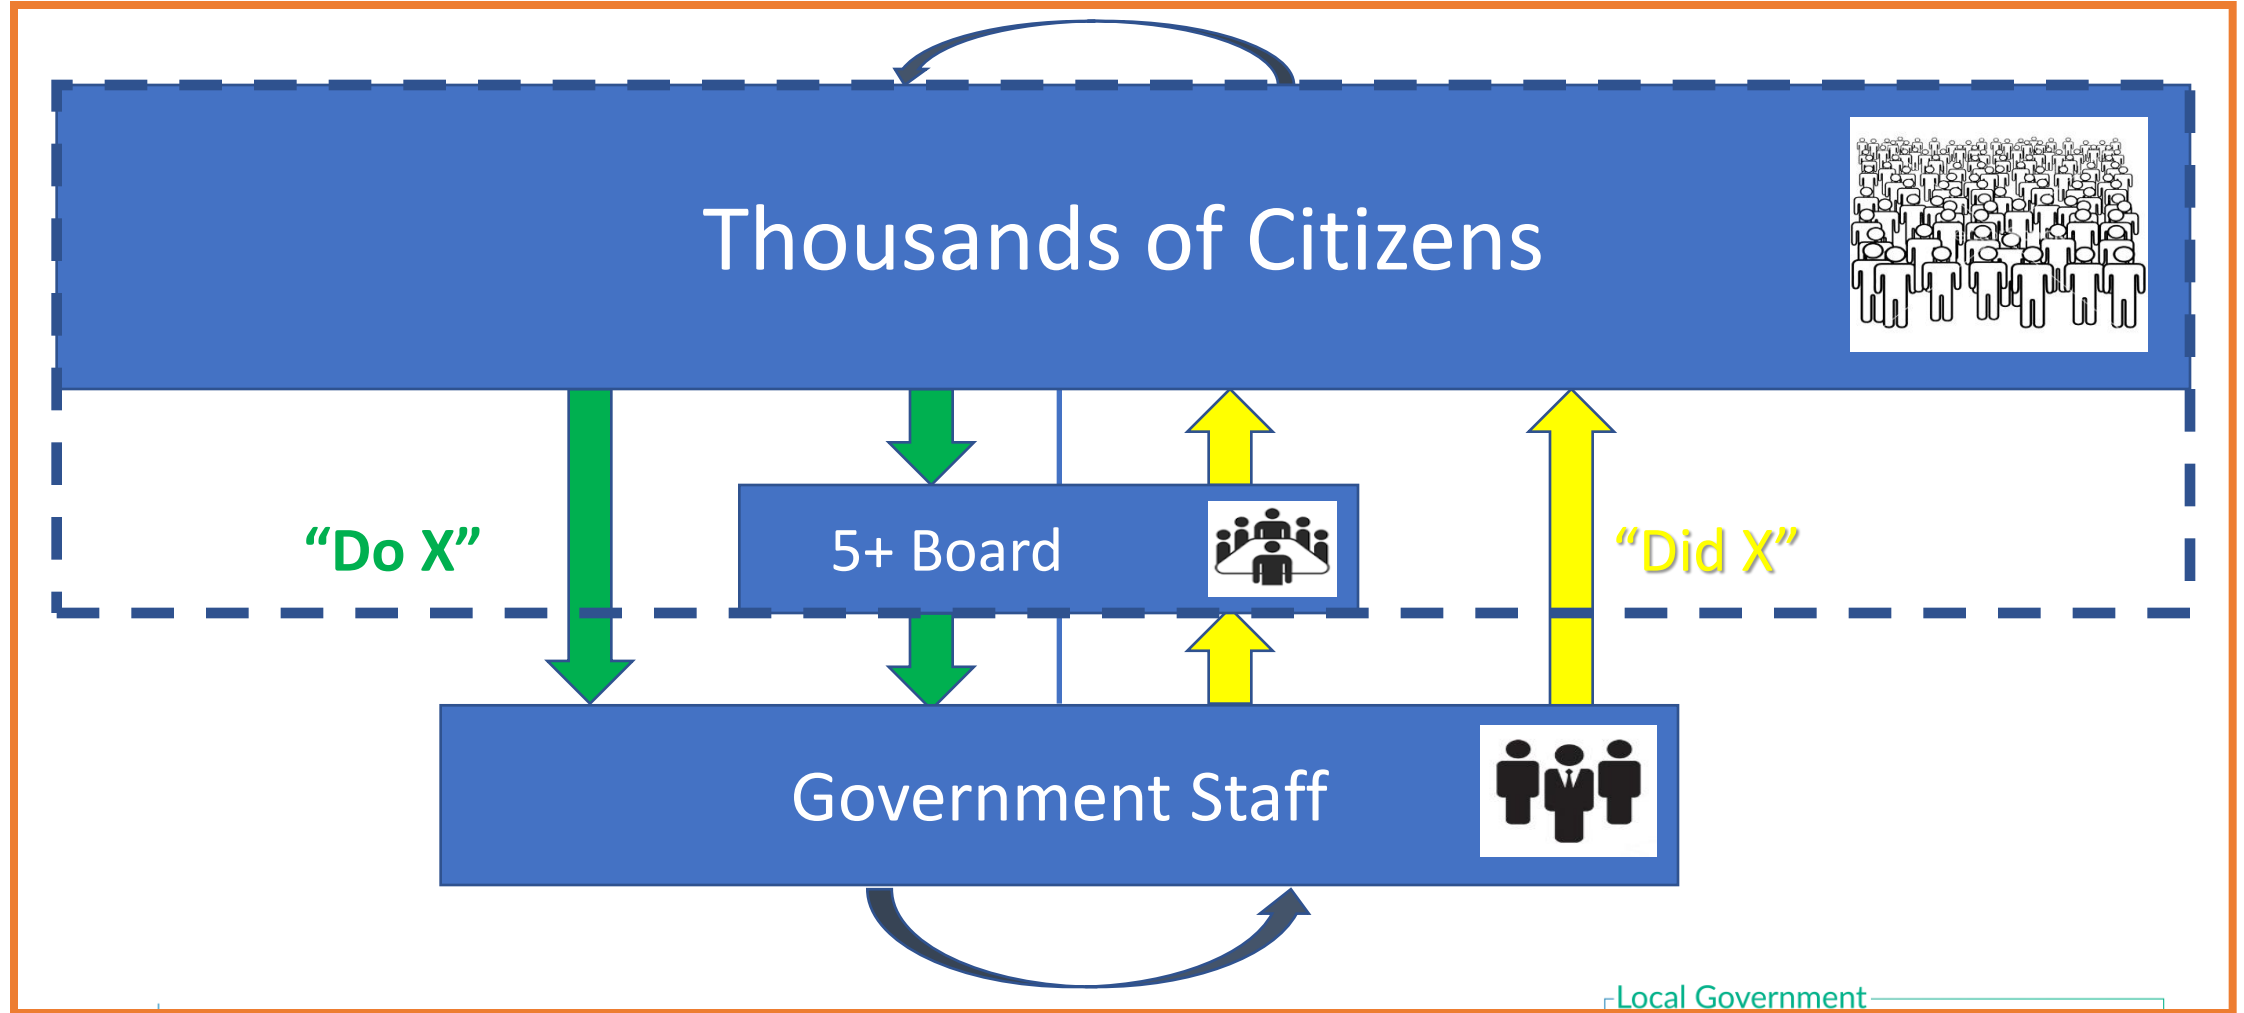 Thousands of Citizens
“Do X”
5+ Board
“Did X”
Government Staff
Local Government